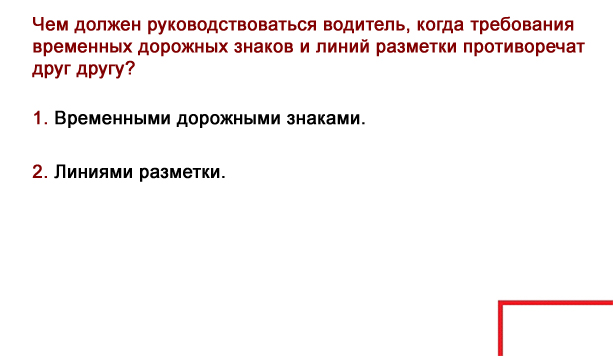 Чем должен руководствоваться водитель, когда требования
временных дорожных знаков и линий разметки противоречат
друг другу?
1. Временными дорожными знаками.
2. Линиями разметки.